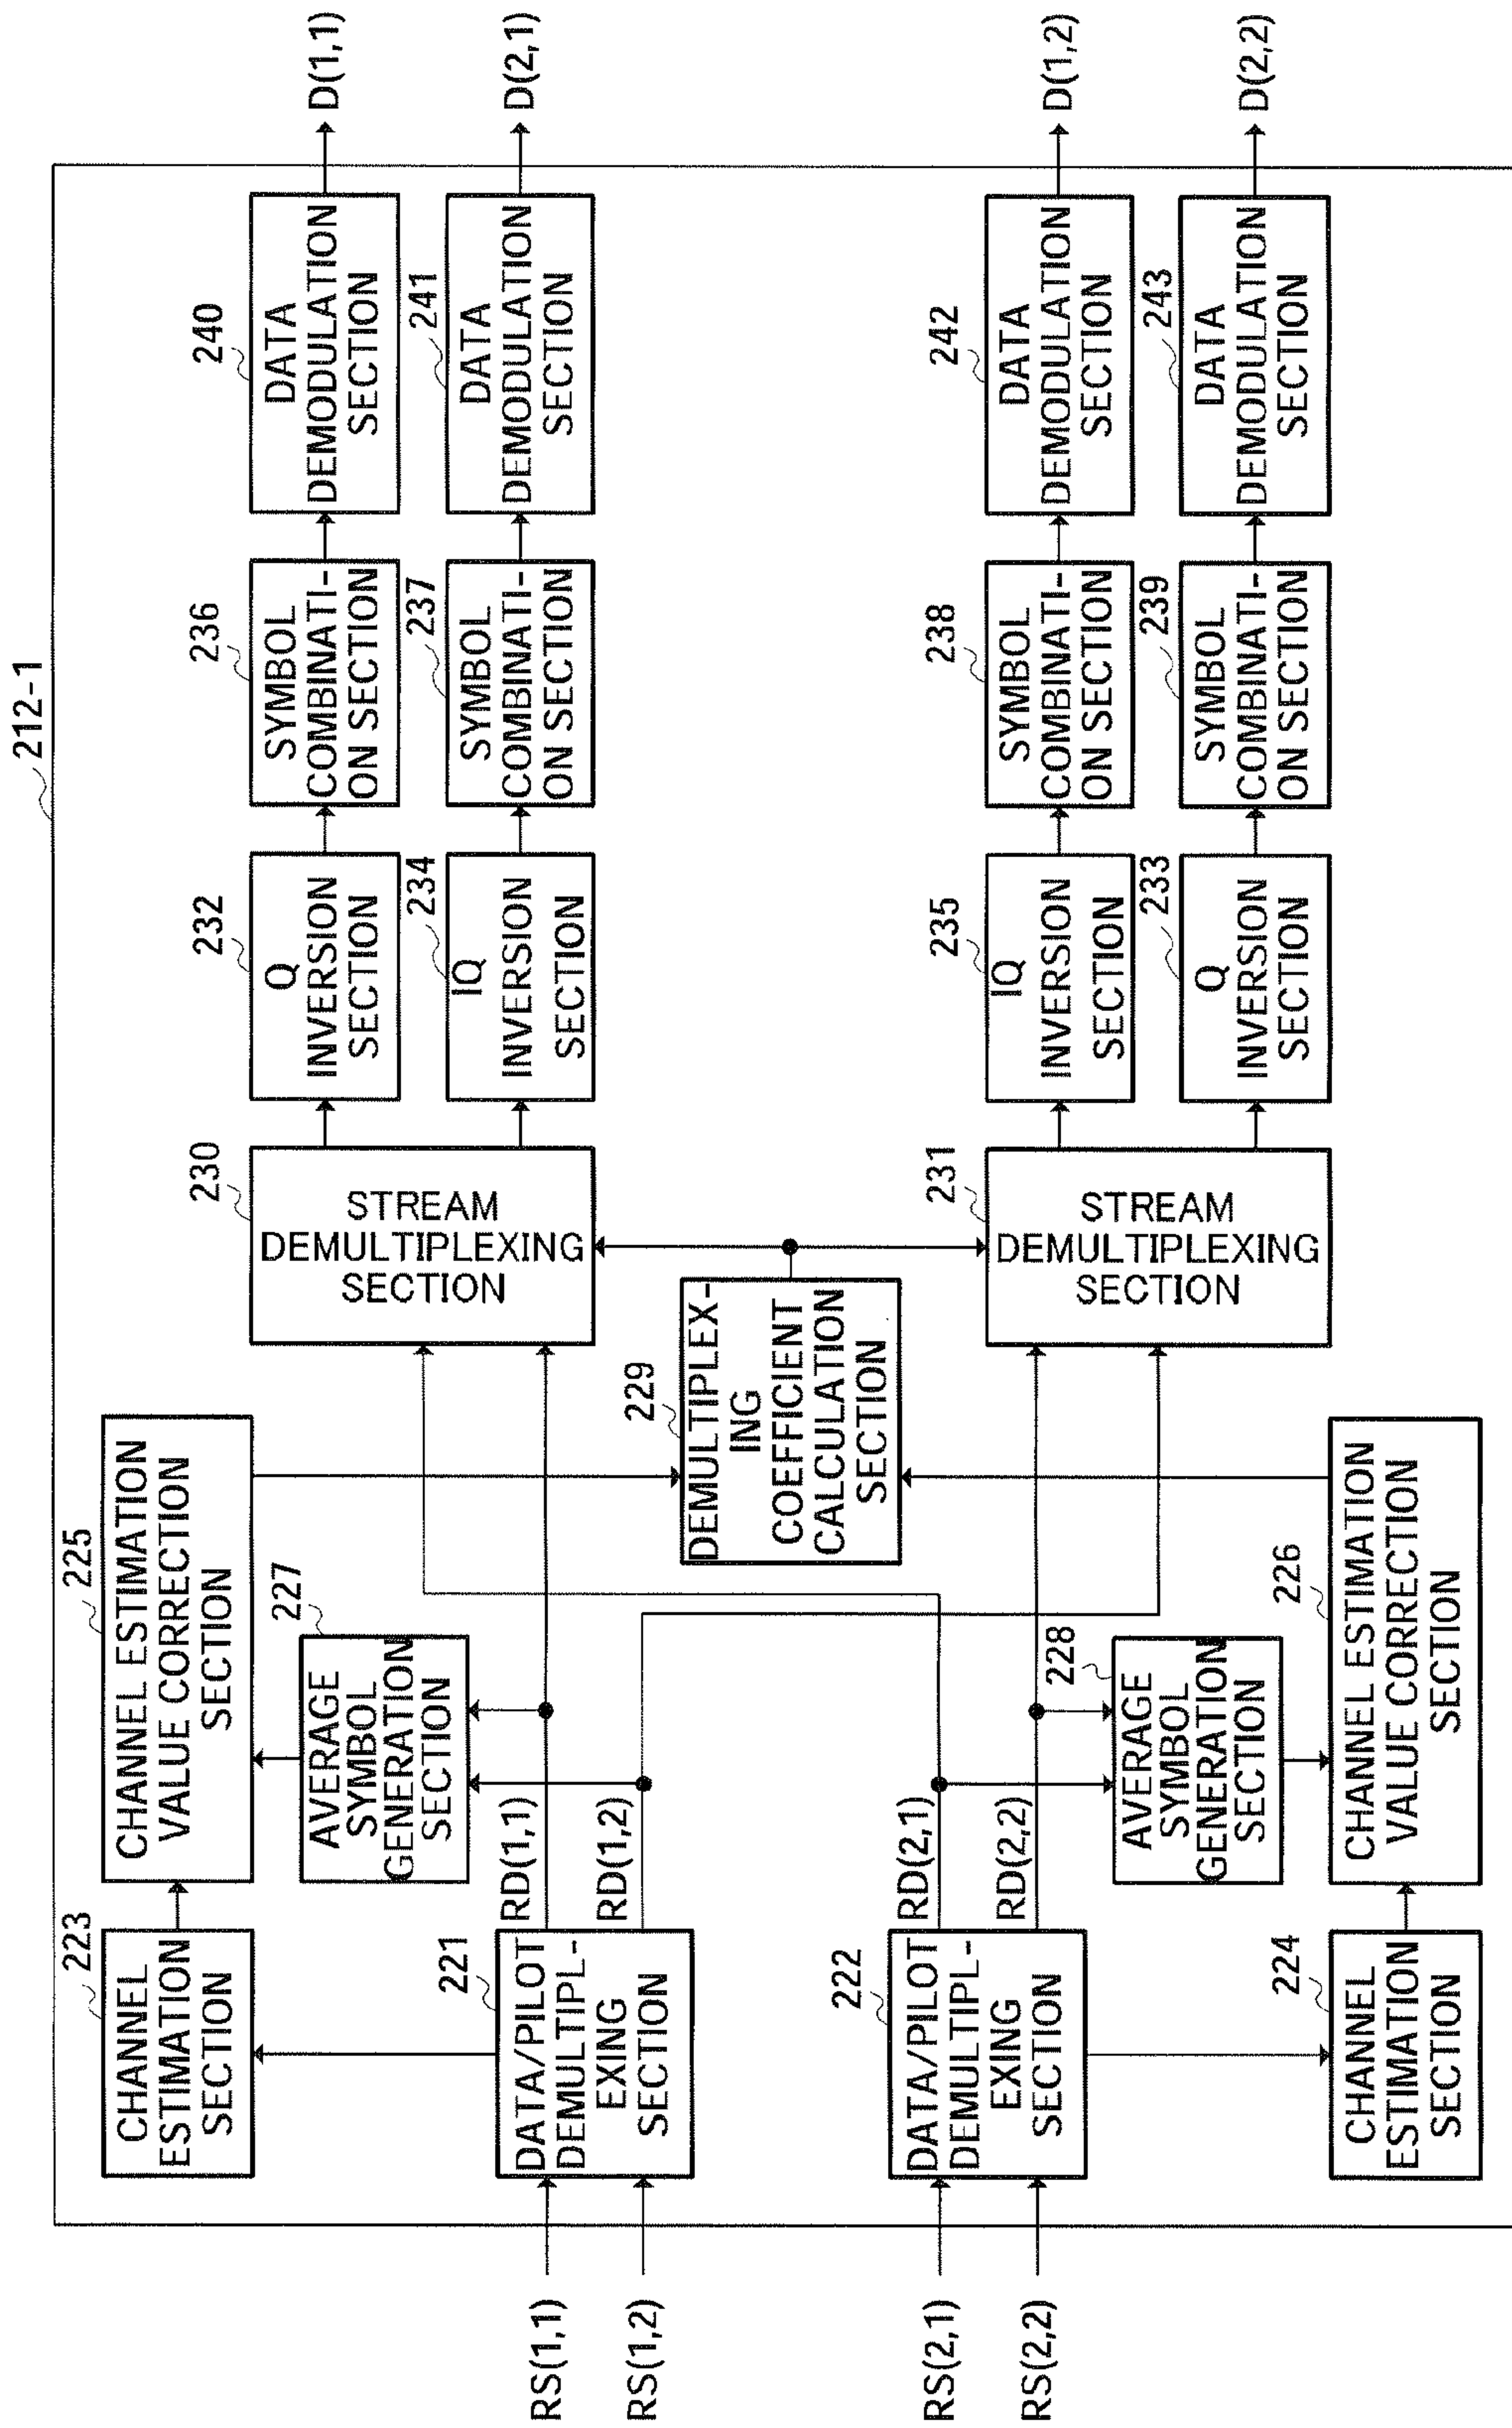 212-1
223
CHANNEL
ESTIMATION
SECTION
225
CHANNEL ESTIMATION
VALUE CORRECTION
SECTION
227
AVERAGE
SYMBOL
GENERATION
SECTION
RS(1,1)
RS(1,2)
221
DATA/PILOT
DEMULTIPL-
EXING
SECTION
RD(1,1)
RD(1,2)
230
STREAM
DEMULTIPLEXING
SECTION
232
Q
INVERSION
SECTION
234
IQ
INVERSION
SECTION
236
SYMBOL
COMBINATI-
ON SECTION
237
SYMBOL
COMBINATI-
ON SECTION
240
DATA
DEMODULATION
SECTION
241
DATA
DEMODULATION
SECTION
D(1,1)
D(2,1)
229
DEMULTIPLEX-
ING
COEFFICIENT
CALCULATION
SECTION
RS(2,1)
RS(2,2)
222
DATA/PILOT
DEMULTIPL-
EXING
SECTION
RD(2,1)
RD(2,2)
228
AVERAGE
SYMBOL
GENERATION
SECTION
224
CHANNEL
ESTIMATION
SECTION
226
CHANNEL ESTIMATION
VALUE CORRECTION
SECTION
231
STREAM
DEMULTIPLEXING
SECTION
235
IQ
INVERSION
SECTION
233
Q
INVERSION
SECTION
238
SYMBOL
COMBINATI-
ON SECTION
239
SYMBOL
COMBINATI-
ON SECTION
242
DATA
DEMODULATION
SECTION
243
DATA
DEMODULATION
SECTION
D(1,2)
D(2,2)